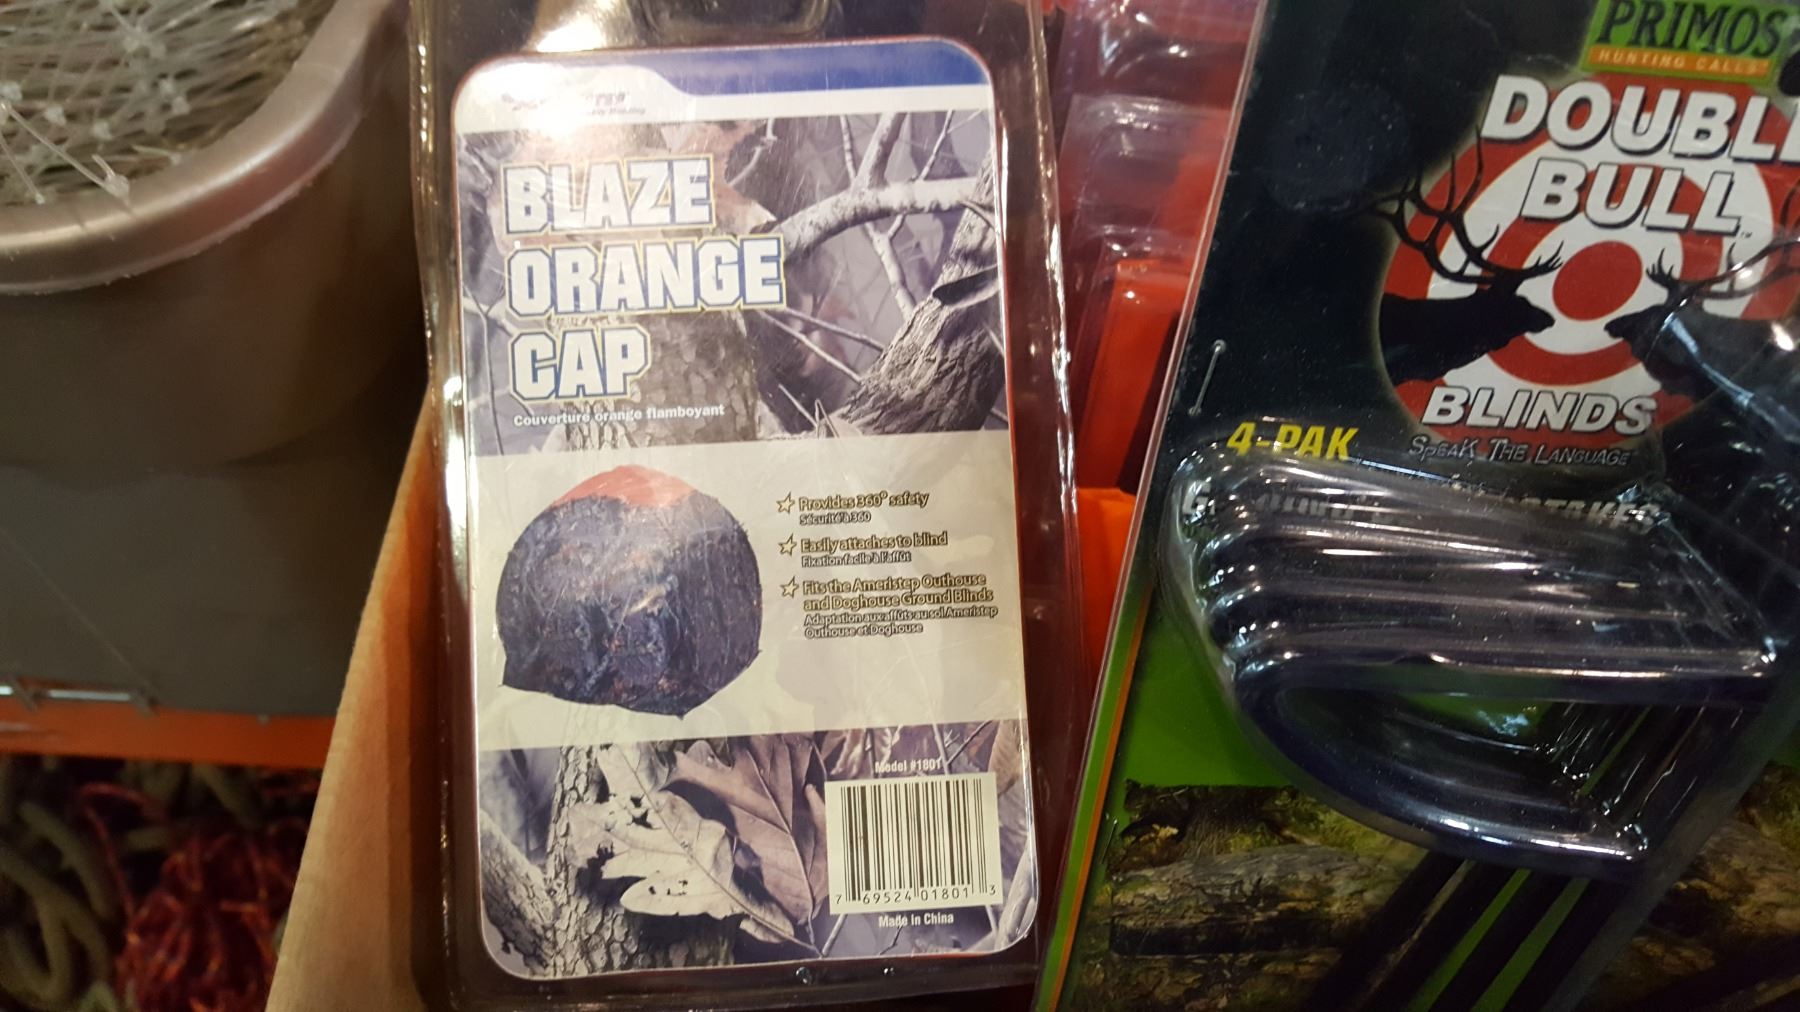 BLAZE
ORANGE
CAP
Couverture orange flamboyant
Provides 360° safety
Sécurité à 360
Easily attaches to blind
Fixation facile à l'affût
Fits the Ameristep Outhouse
and Doghouse Ground Blinds
Adaptation aux affûts au sol Ameristep
Outhouse et Doghouse
Model #1801
7 69524 01801 3
Made in China
PRIMOS
HUNTING CALLS
DOUBL
BULL
BLINDS
SPEAK THE LANGUAGE
4-PAK